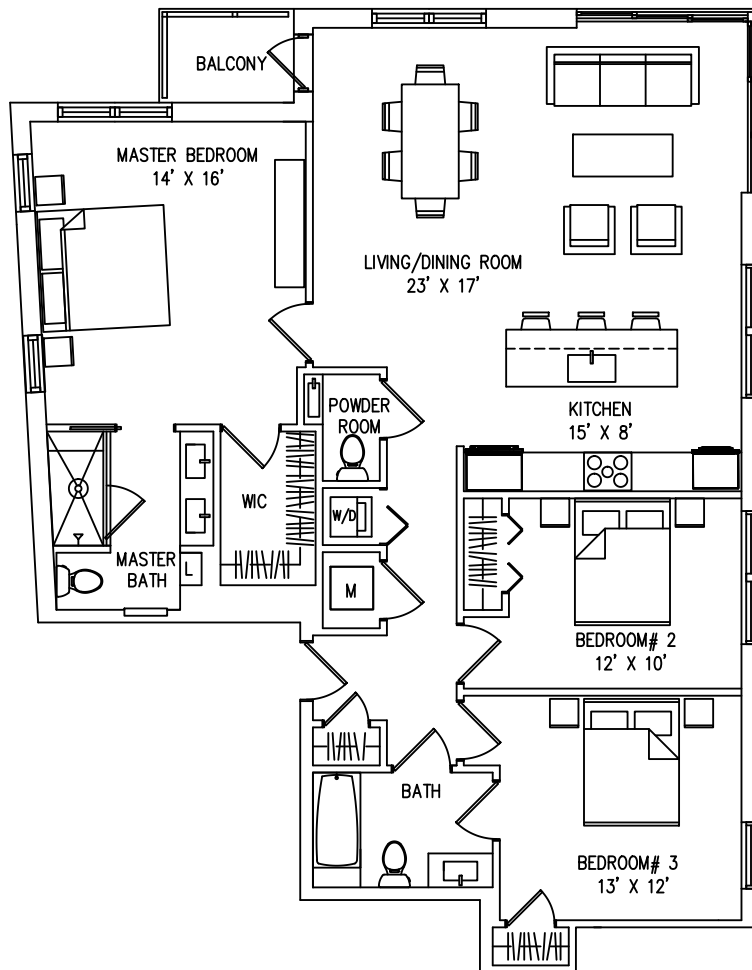 BALCONY
MASTER BEDROOM
14' X 16'
LIVING/DINING ROOM
23' X 17'
POWDER
ROOM
KITCHEN
15' X 8'
WIC
W/D
MASTER
BATH
L
M
BEDROOM# 2
12' X 10'
BATH
BEDROOM# 3
13' X 12'